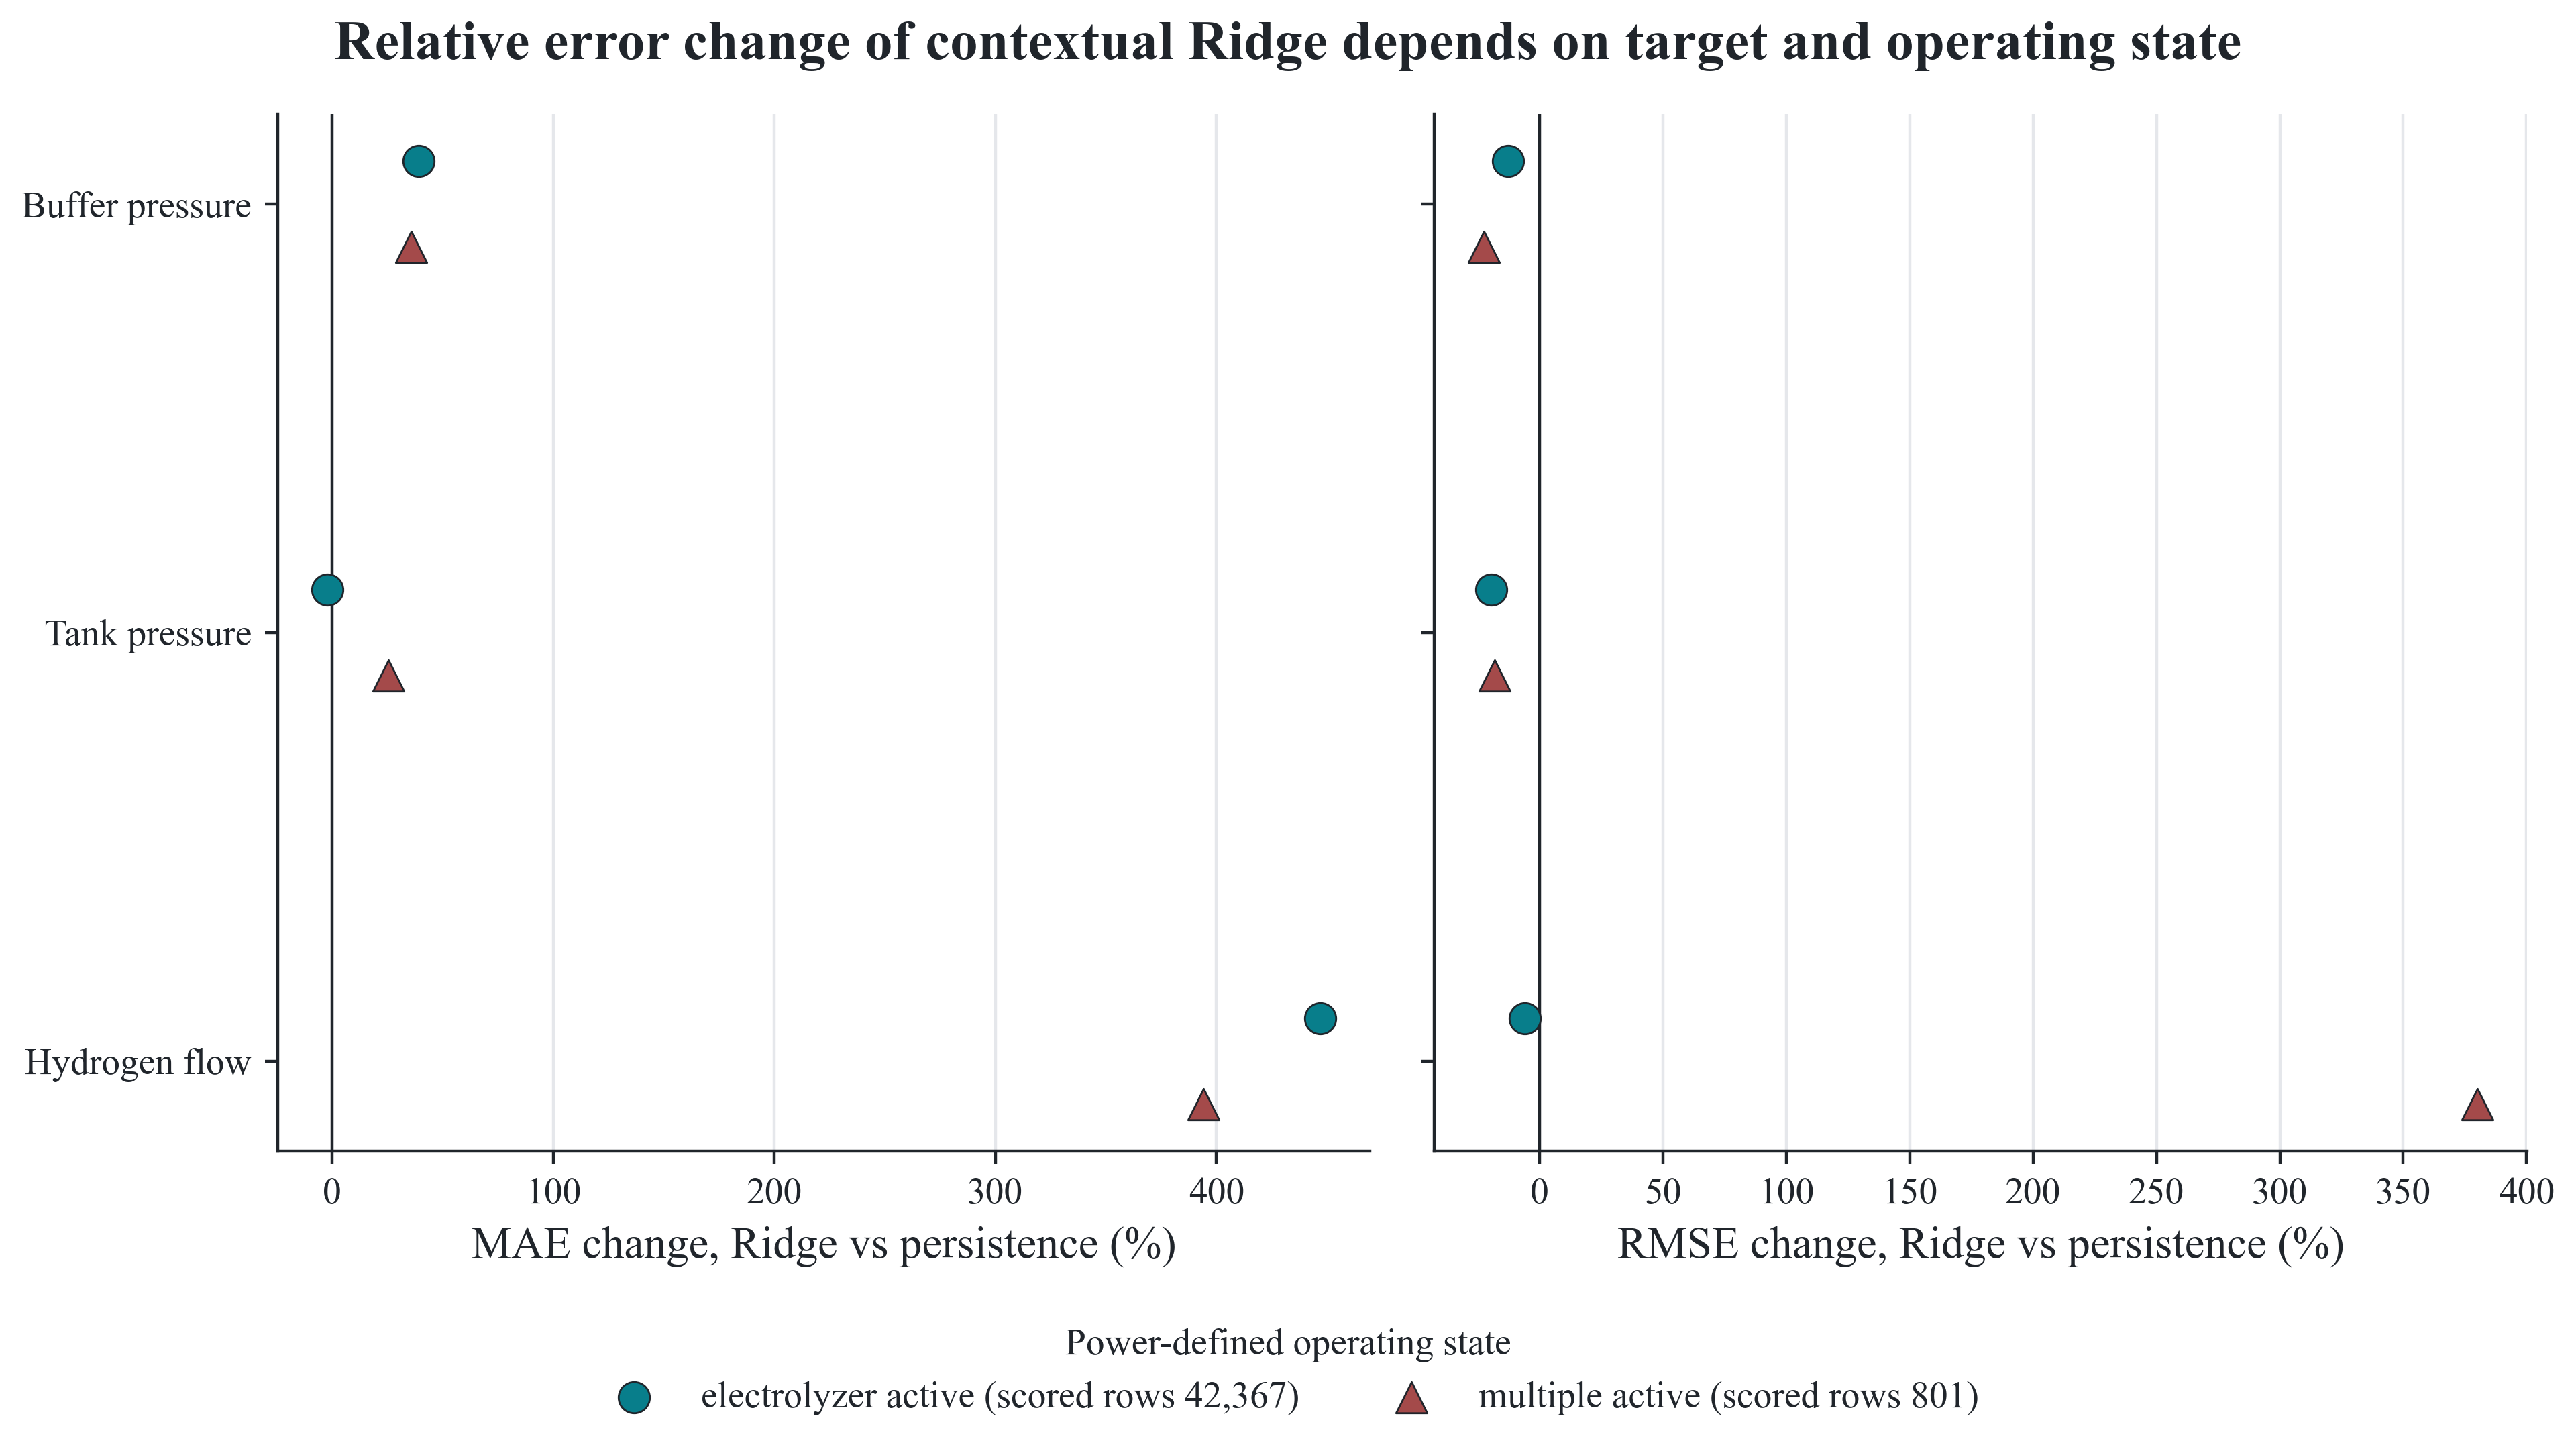 Relative error change of contextual Ridge depends on target and operating state
Buffer pressure
Tank pressure
Hydrogen flow
0 100 200 300 400
MAE change, Ridge vs persistence (%)
0 50 100 150 200 250 300 350 400
RMSE change, Ridge vs persistence (%)
Power-defined operating state
electrolyzer active (scored rows 42,367) multiple active (scored rows 801)